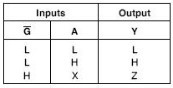 Inputs Output
G̅ A Y
L L L
L H H
H X Z